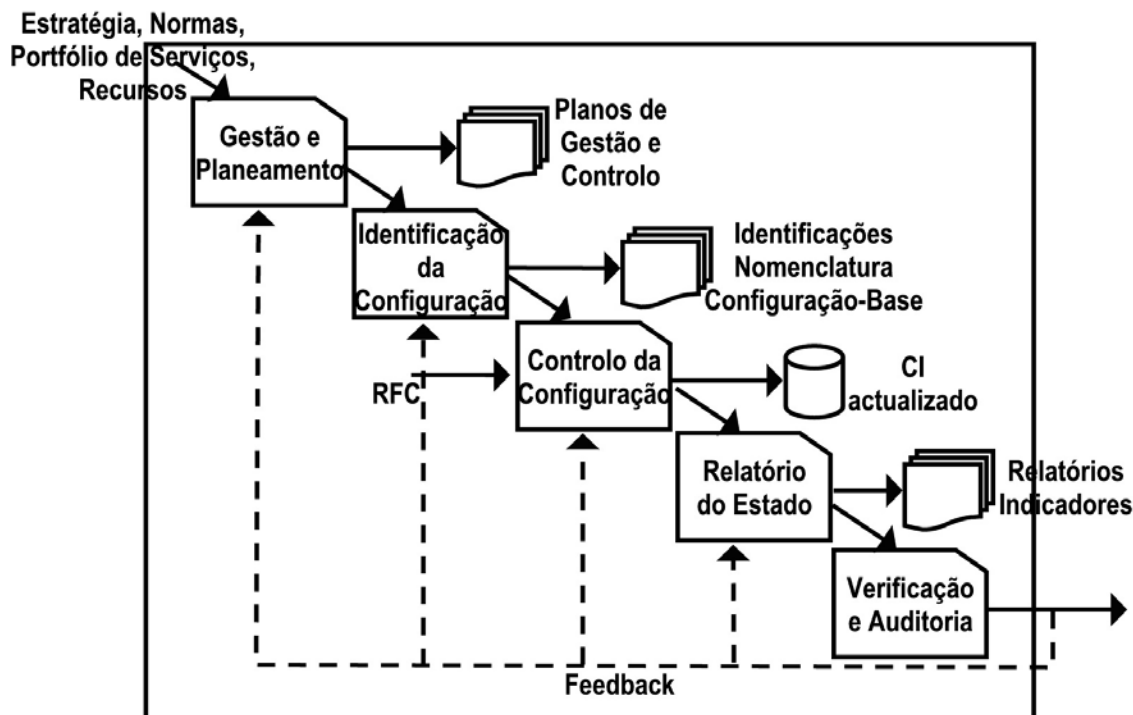 Estratégia, Normas,
Portfólio de Serviços,
Recursos
Gestão e
Planeamento
Planos de
Gestão e
Controlo
Identificação
da
Configuração
Identificações
Nomenclatura
Configuração-Base
RFC
Controlo da
Configuração
CI
actualizado
Relatório
do Estado
Relatórios
Indicadores
Verificação
e Auditoria
Feedback